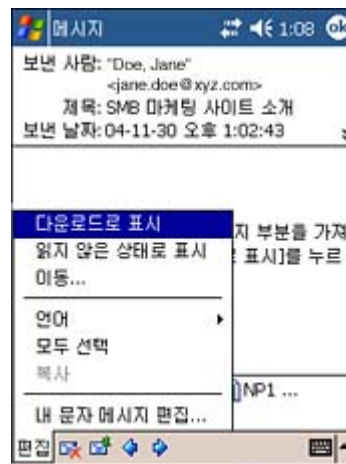 메시지 1:08 ok
보낸 사람: "Doe, Jane"
<jane.doe@xyz.com>
제목: SMB 마케팅 사이트 소개
보낸 날짜: 04-11-30 오후 1:02:43
다운로드로 표시
지 부분을 가져
읽지 않은 상태로 표시
표시]를 누르
이동...
언어
모두 선택
복사
NP1 ...
내 문자 메시지 편집...
편집